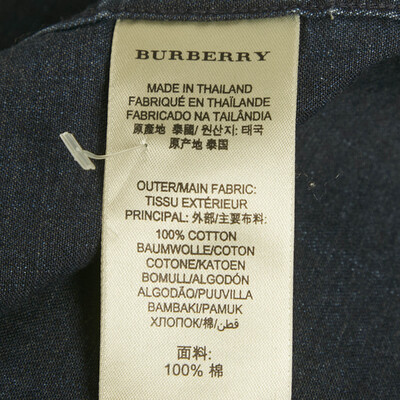 BURBERRY
MADE IN THAILAND
FABRIQUÉ EN THAÏLANDE
FABRICADO NA TAILÂNDIA
原產地 泰國/ 원산지: 태국
原产地 泰国
OUTER/MAIN FABRIC:
TISSU EXTÉRIEUR
PRINCIPAL: 外部/主要布料:
100% COTTON
BAUMWOLLE/COTON
COTONE/KATOEN
BOMULL/ALGODÓN
ALGODÃO/PUUVILLA
BAMBAKI/PAMUK
ХЛОПОК/棉/قطن
面料:
100% 棉